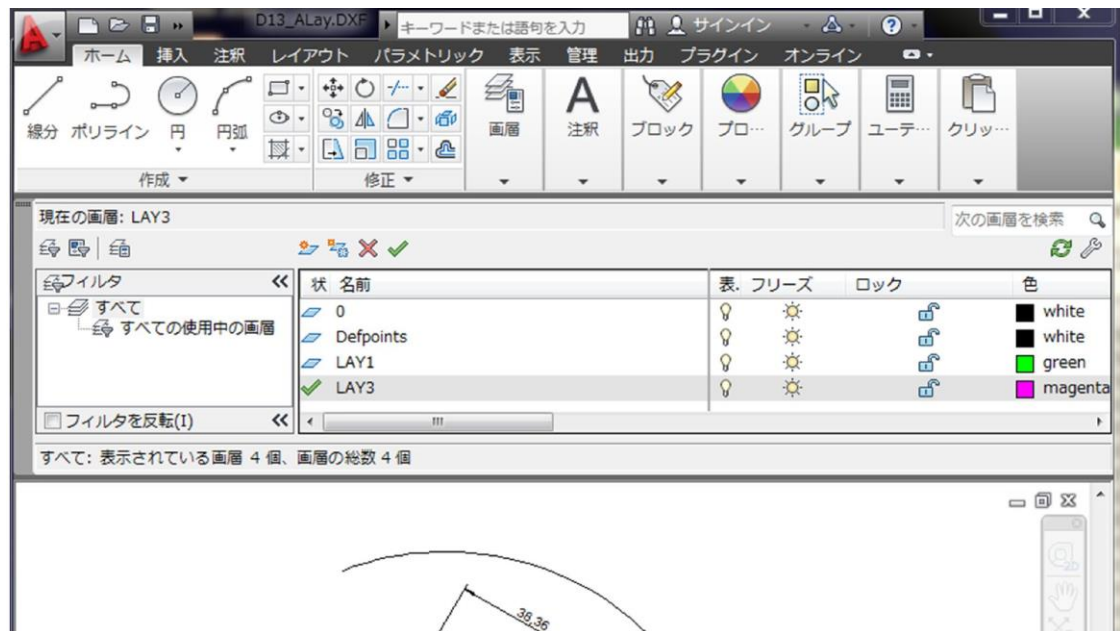 D13_ALay.DXF キーワードまたは語句を入力 サインイン
ホーム 挿入 注釈 レイアウト パラメトリック 表示 管理 出力 プラグイン オンライン
線分 ポリライン 円 円弧 画層 注釈 ブロック プロ… グループ ユーテ… クリッ…
作成 修正
現在の画層: LAY3 次の画層を検索
フィルタ 状 名前 表. フリーズ ロック 色
すべて 0 white
すべての使用中の画層 Defpoints white
LAY1 green
LAY3 magenta
フィルタを反転(I)
すべて: 表示されている画層 4 個、画層の総数 4 個
2D
38,36